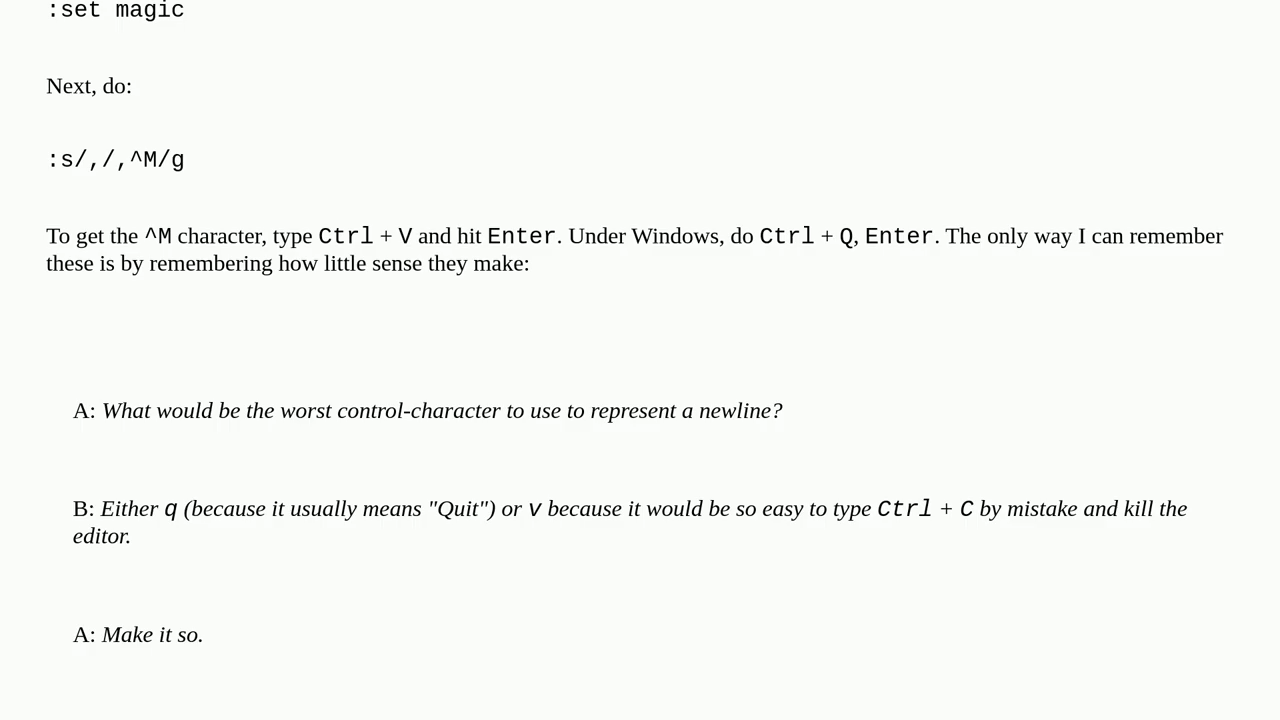 :set magic
Next, do:
:s/,/,^M/g
To get the ^M character, type Ctrl + V and hit Enter. Under Windows, do Ctrl + Q, Enter. The only way I can remember
these is by remembering how little sense they make:
A: What would be the worst control-character to use to represent a newline?
B: Either q (because it usually means "Quit") or v because it would be so easy to type Ctrl + C by mistake and kill the
editor.
A: Make it so.